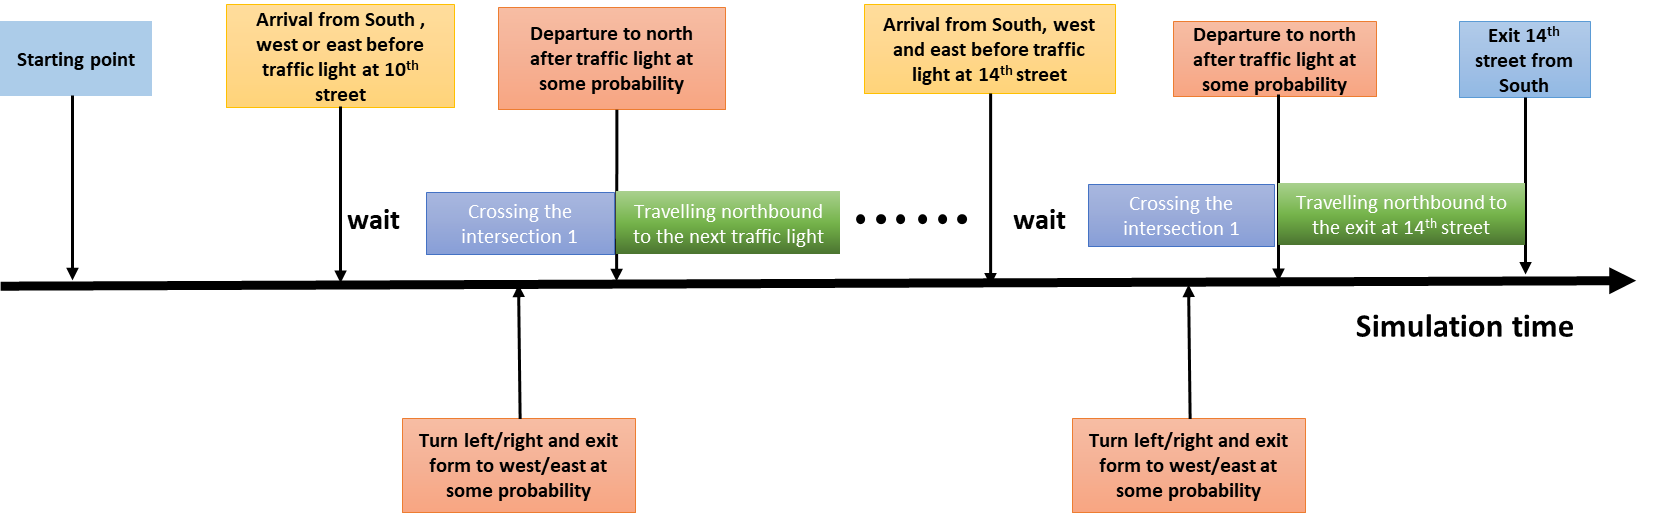 Starting point
Arrival from South ,
west or east before
traffic light at 10th
street
Departure to north
after traffic light at
some probability
Arrival from South, west
and east before traffic
light at 14th street
Departure to north
after traffic light at
some probability
Exit 14th
street from
South
wait
Crossing the
intersection 1
Travelling northbound
to the next traffic light
......
wait
Crossing the
intersection 1
Travelling northbound to
the exit at 14th street
Simulation time
Turn left/right and exit
form to west/east at
some probability
Turn left/right and exit
form to west/east at
some probability